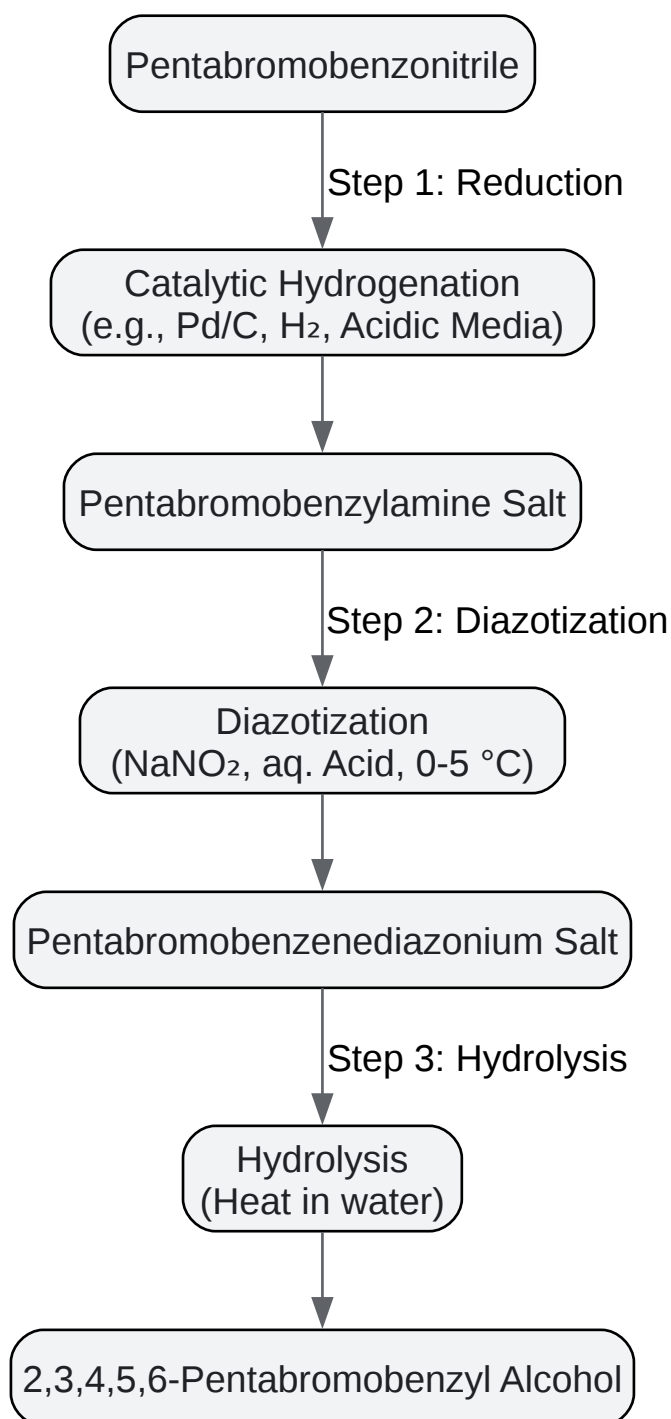 Pentabromobenzonitrile
Step 1: Reduction
Catalytic Hydrogenation
(e.g., Pd/C, H₂, Acidic Media)
Pentabromobenzylamine Salt
Step 2: Diazotization
Diazotization
(NaNO₂, aq. Acid, 0-5 °C)
Pentabromobenzenediazonium Salt
Step 3: Hydrolysis
Hydrolysis
(Heat in water)
2,3,4,5,6-Pentabromobenzyl Alcohol